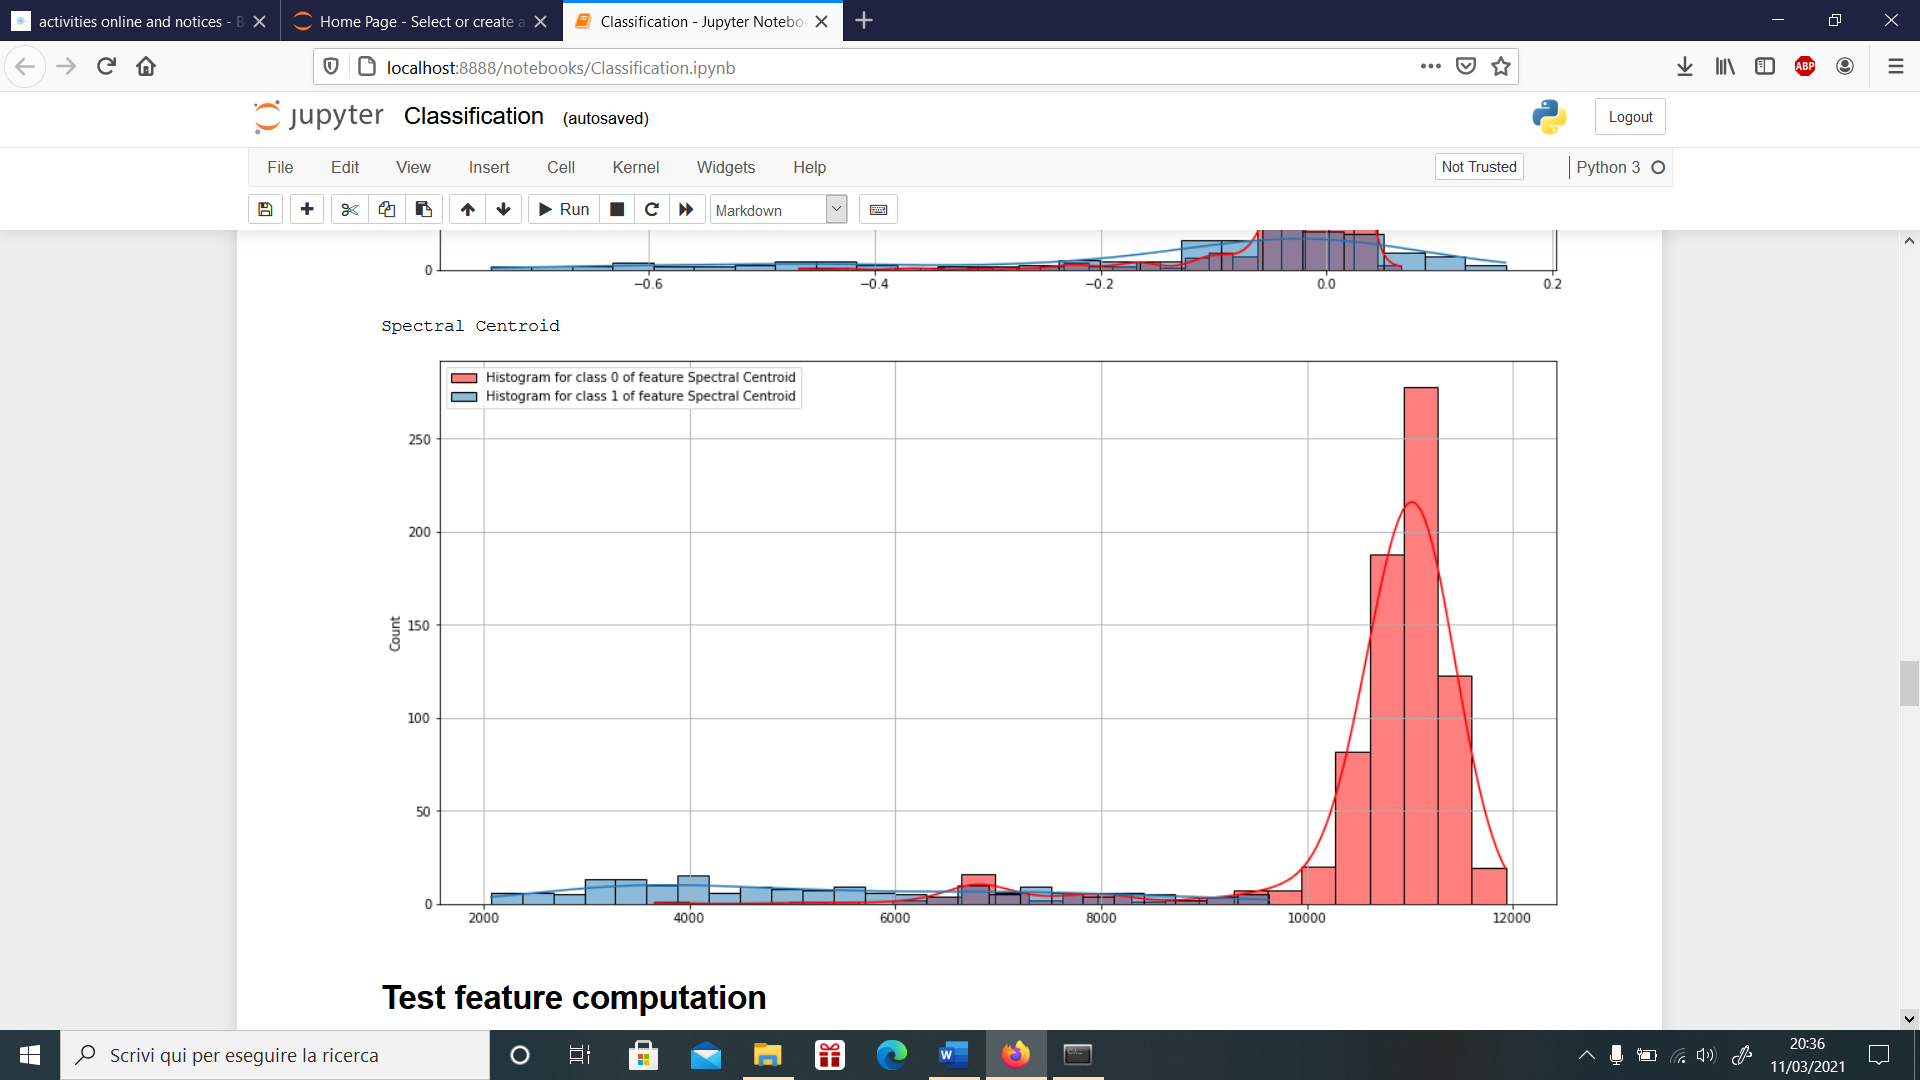 activities online and notices - B
Home Page - Select or create a
Classification - Jupyter Notebo
localhost:8888/notebooks/Classification.ipynb
ABP
jupyter Classification (autosaved)
Logout
File Edit View Insert Cell Kernel Widgets Help
Not Trusted
Python 3
Run
Markdown
0
−0.6 −0.4 −0.2 0.0 0.2
Spectral Centroid
Histogram for class 0 of feature Spectral Centroid
Histogram for class 1 of feature Spectral Centroid
250
200
150
Count
100
50
0
2000 4000 6000 8000 10000 12000
Test feature computation
Scrivi qui per eseguire la ricerca
20:36
11/03/2021